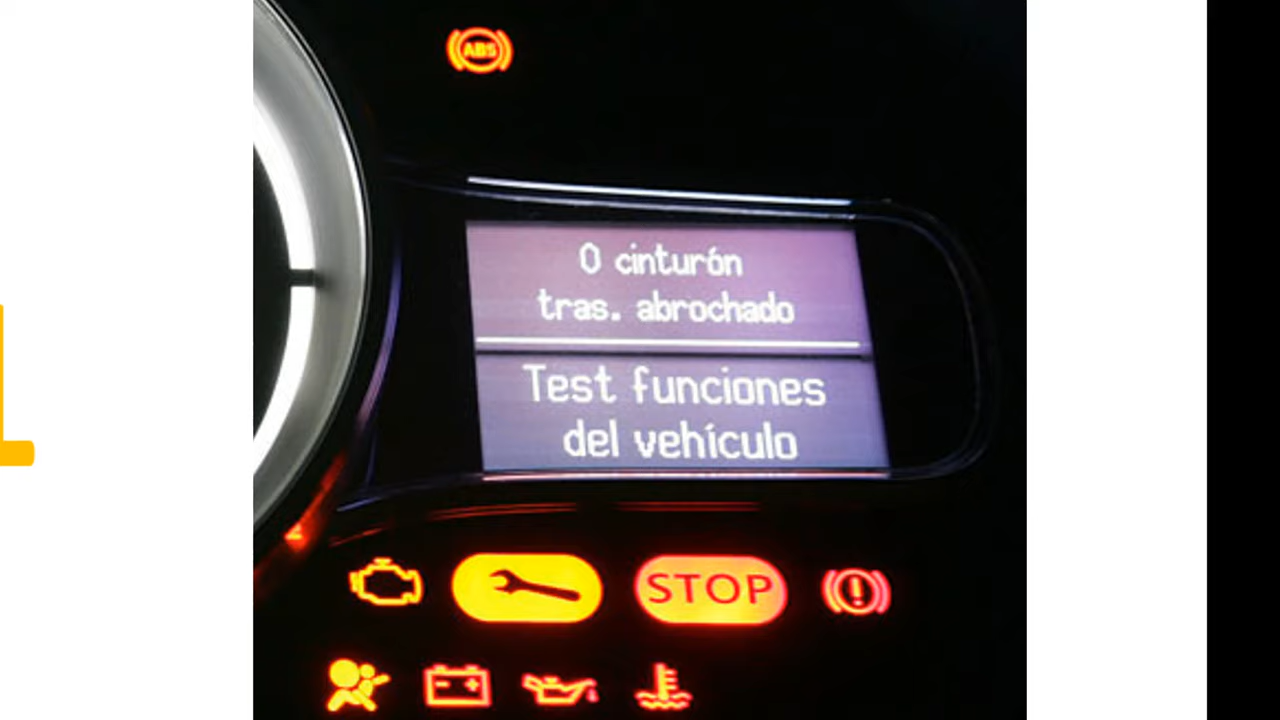 ABS
0 cinturón
tras. abrochado
Test funciones
del vehículo
STOP